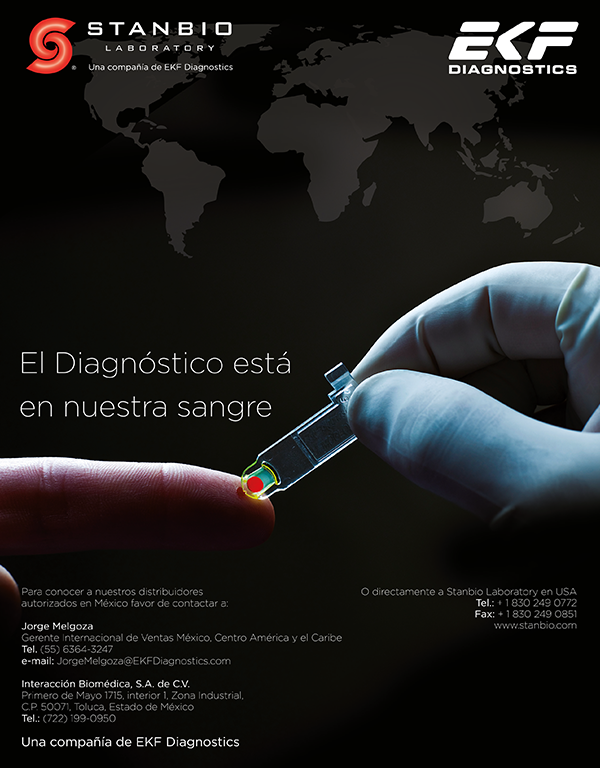 STANBIO
LABORATORY
Una compañía de EKF Diagnostics
®
EKF
DIAGNOSTICS
El Diagnóstico está
en nuestra sangre
Para conocer a nuestros distribuidores
autorizados en México favor de contactar a:
Jorge Melgoza
Gerente Internacional de Ventas México, Centro América y el Caribe
Tel. (55) 6364-3247
e-mail: JorgeMelgoza@EKFDiagnostics.com
Interacción Biomédica, S.A. de C.V.
Primero de Mayo 1715, interior 1, Zona Industrial,
C.P. 50071, Toluca, Estado de México
Tel.: (722) 199-0950
Una compañía de EKF Diagnostics
O directamente a Stanbio Laboratory en USA
Tel.: + 1 830 249 0772
Fax: + 1 830 249 0851
www.stanbio.com